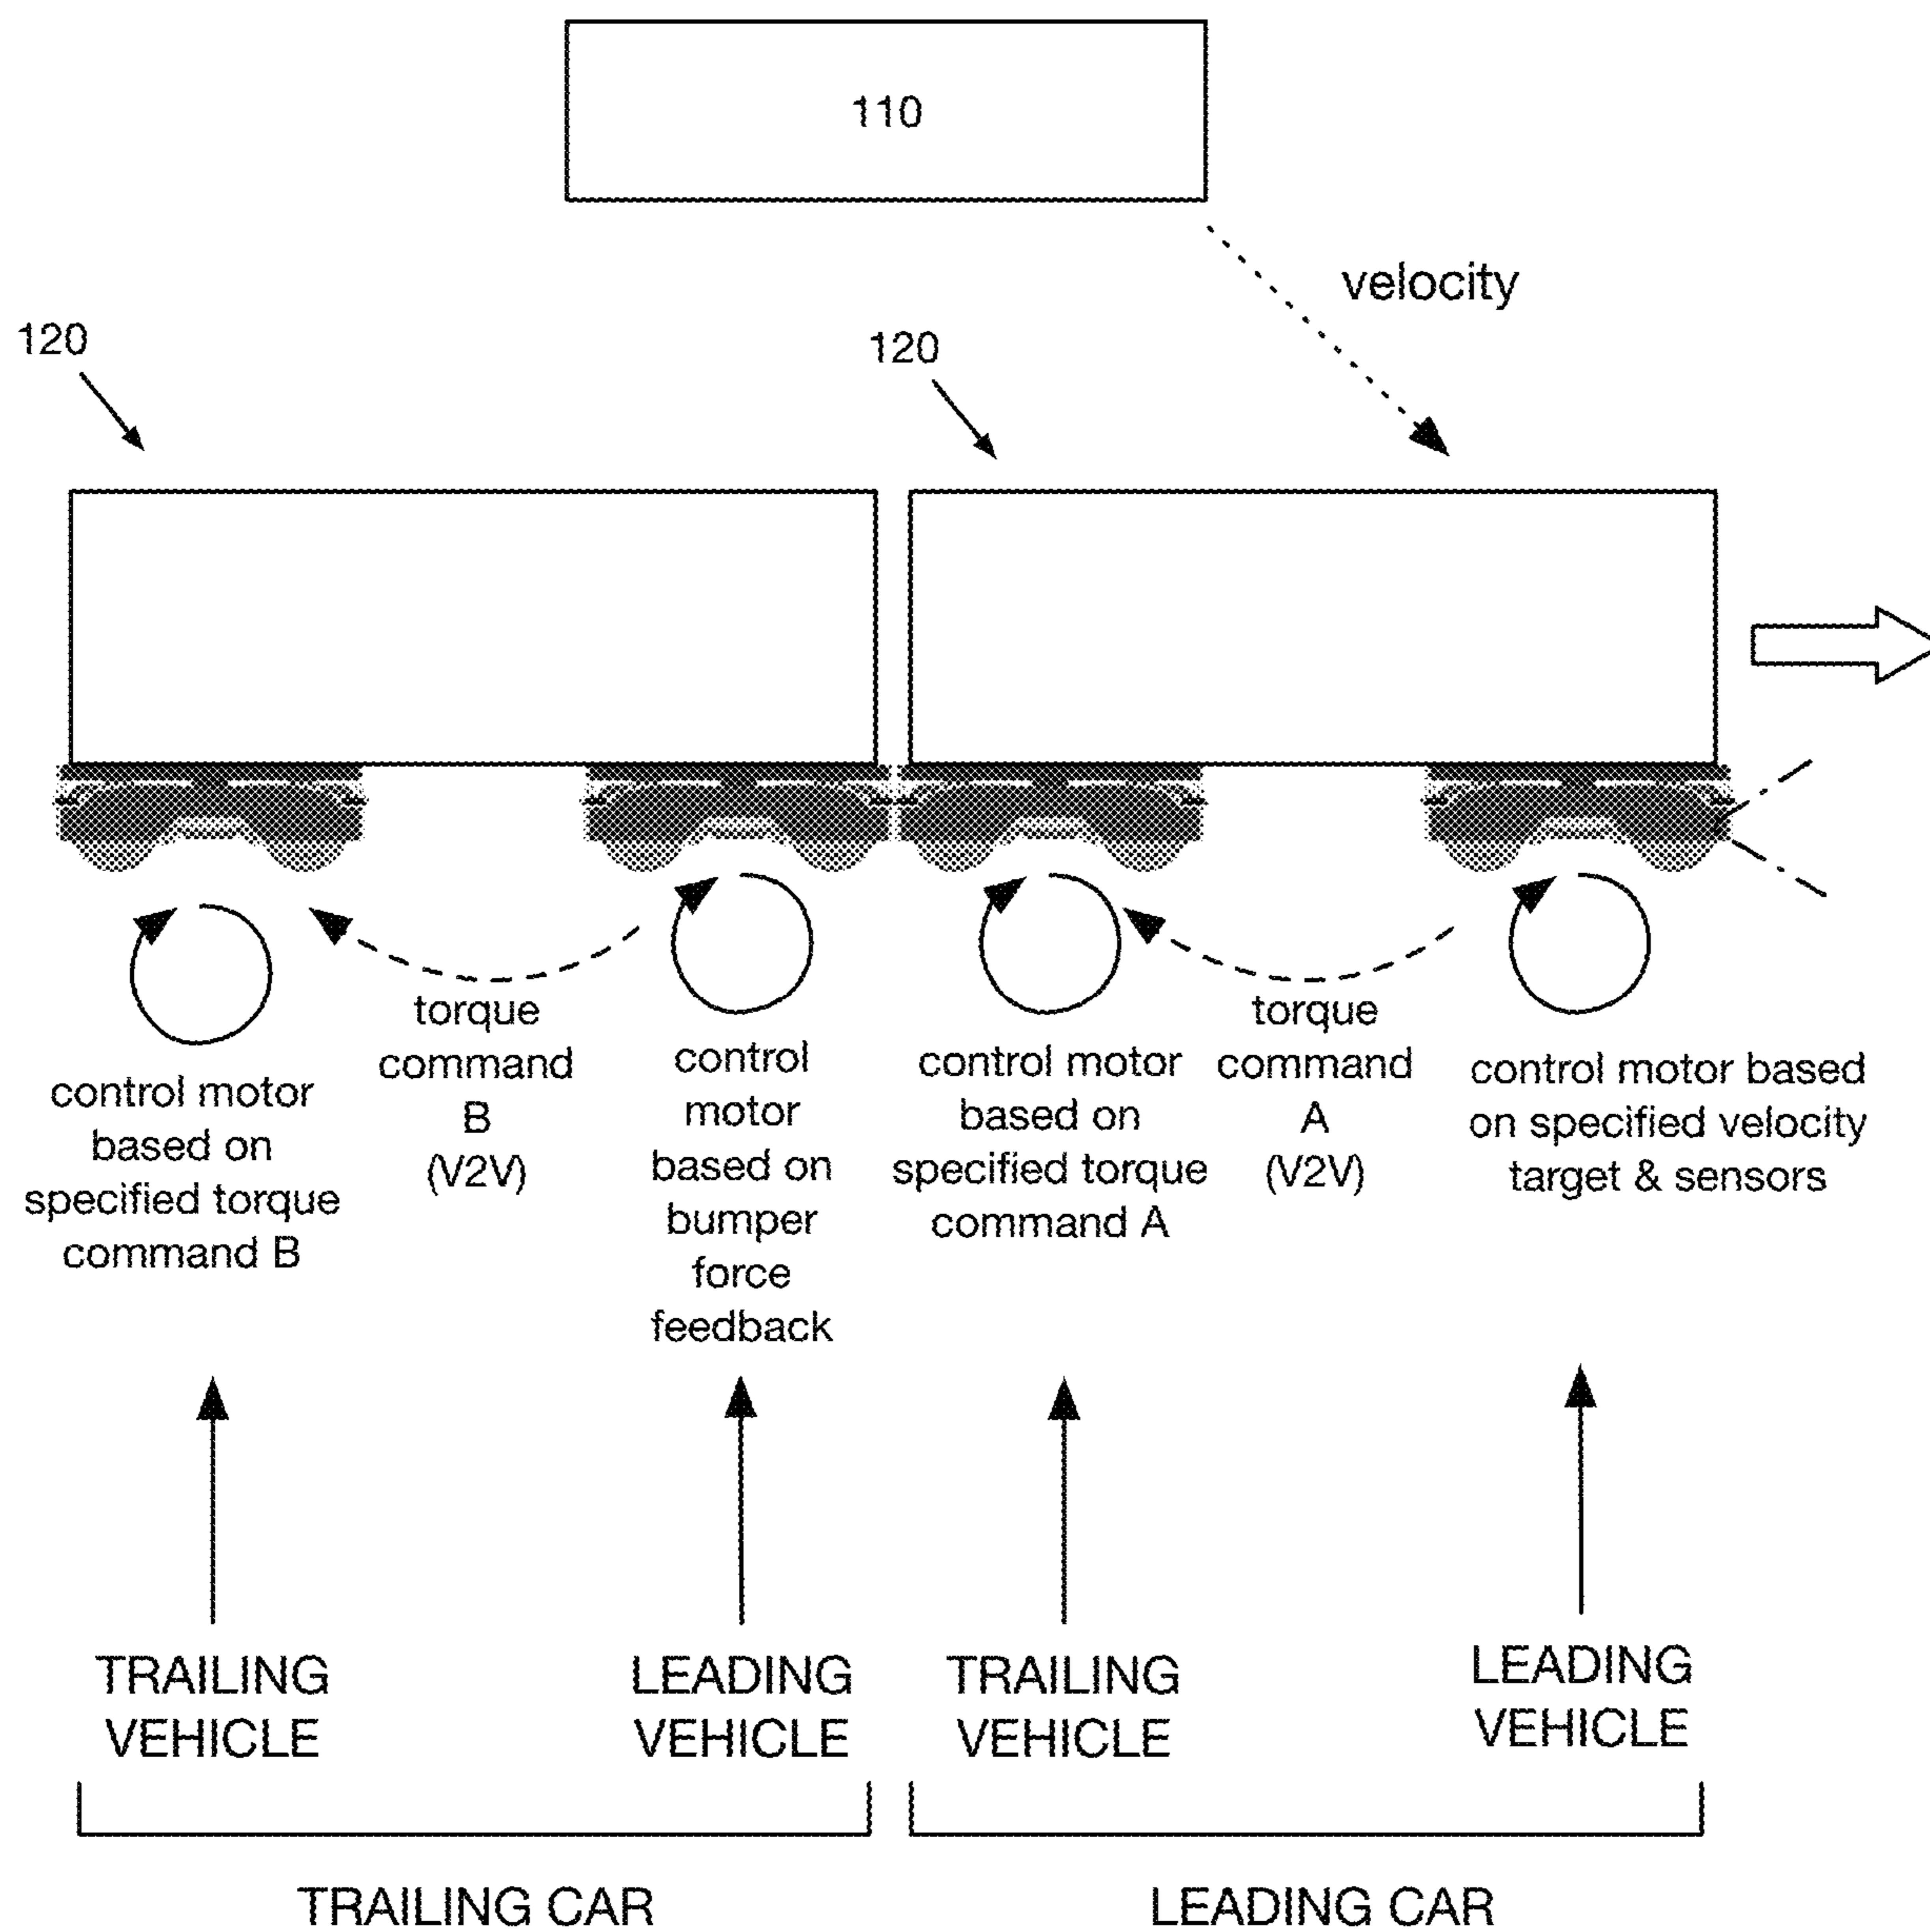 110
velocity
120
120
control motor
based on
specified torque
command B
torque
command
B
(V2V)
control
motor
based on
bumper
force
feedback
control motor
based on
specified torque
command A
torque
command
A
(V2V)
control motor based
on specified velocity
target & sensors
TRAILING
VEHICLE
LEADING
VEHICLE
TRAILING
VEHICLE
LEADING
VEHICLE
TRAILING CAR
LEADING CAR